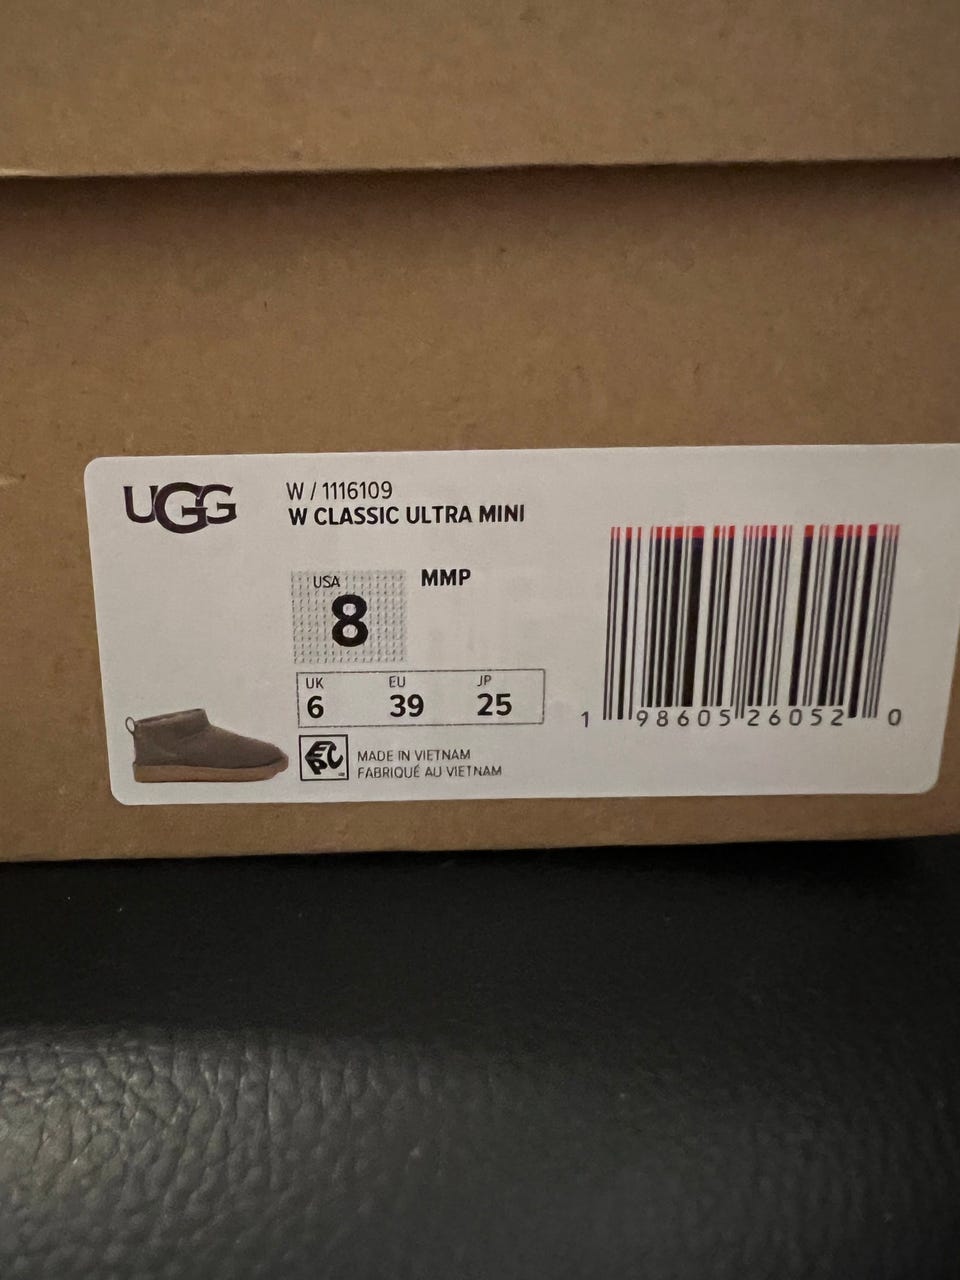 UGG
W / 1116109
W CLASSIC ULTRA MINI
USA
8
MMP
UK EU JP
6 39 25
EPC
MADE IN VIETNAM
FABRIQUÉ AU VIETNAM
1 98605 26052 0